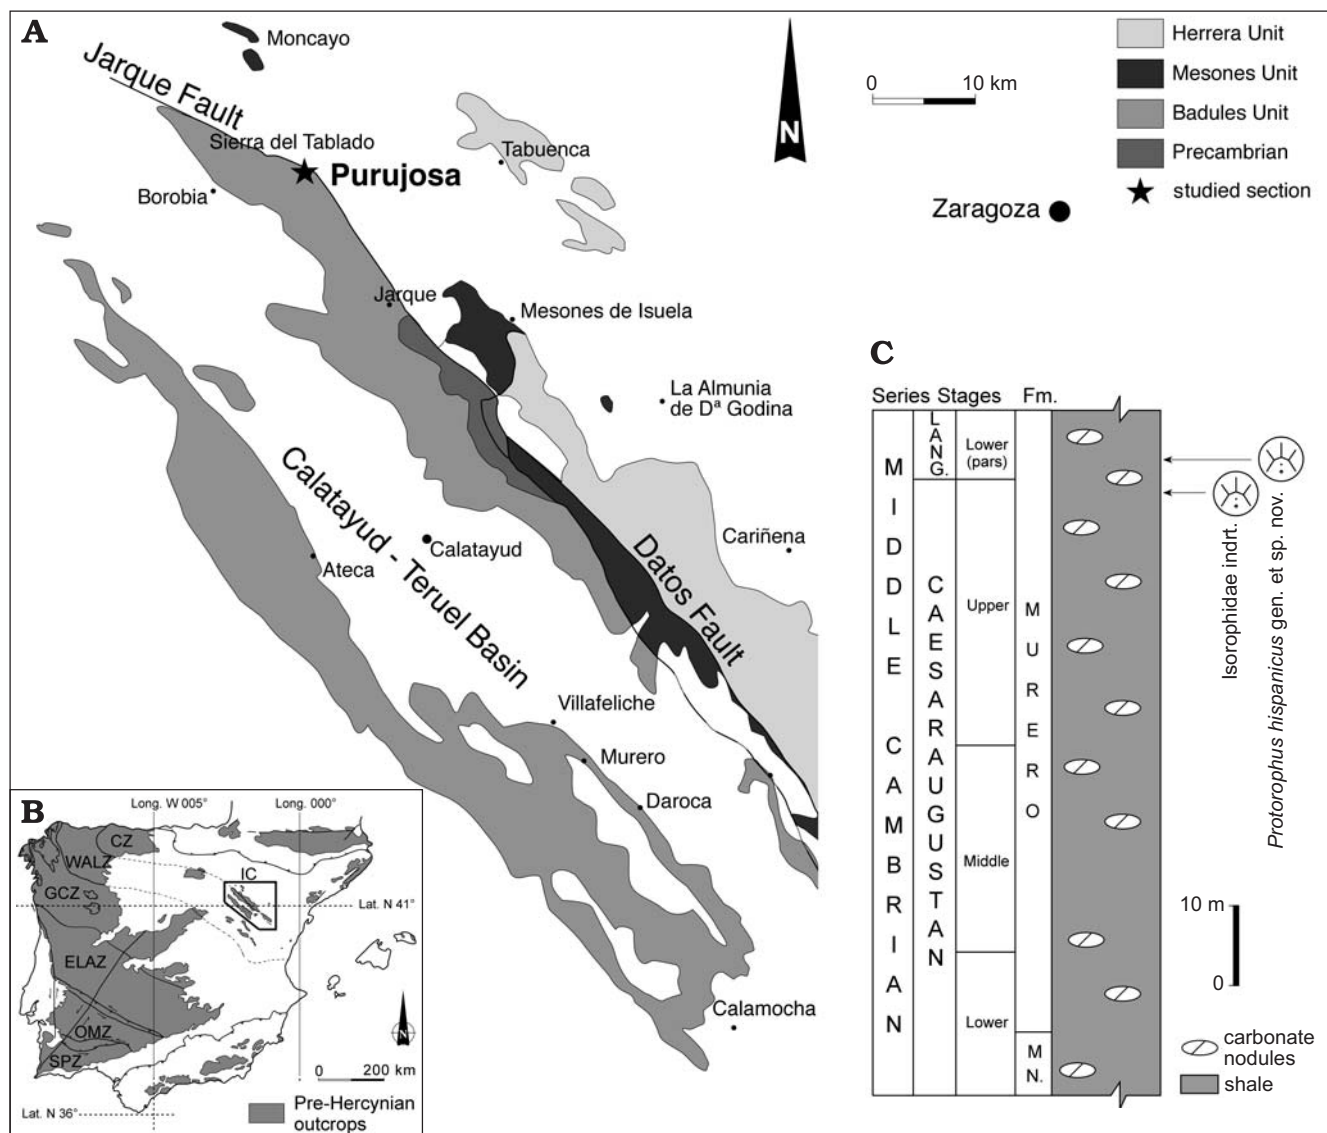 A
Moncayo
Jarque Fault
Sierra del Tablado
Purujosa
Borobia
Tabuenca
N
0 10 km
Herrera Unit
Mesones Unit
Badules Unit
Precambrian
studied section
Zaragoza
Jarque
Mesones de Isuela
La Almunia
de Dª Godina
Calatayud - Teruel Basin
Calatayud
Ateca
Datos Fault
Cariñena
Villafeliche
Murero
Daroca
Calamocha
B
Long. W 005°
Long. 000°
CZ
WALZ
GCZ
IC
Lat. N 41°
ELAZ
OMZ
SPZ
N
0 200 km
Lat. N 36°
Pre-Hercynian
outcrops
C
Series Stages Fm.
MIDDLE CAMBRIAN
LANG.
CAESARAUGUSTAN
Lower
(pars)
Upper
Middle
Lower
MURERO
M
N.
Isorophidae indrt.
Protorophus hispanicus gen. et sp. nov.
10 m
0
carbonate
nodules
shale